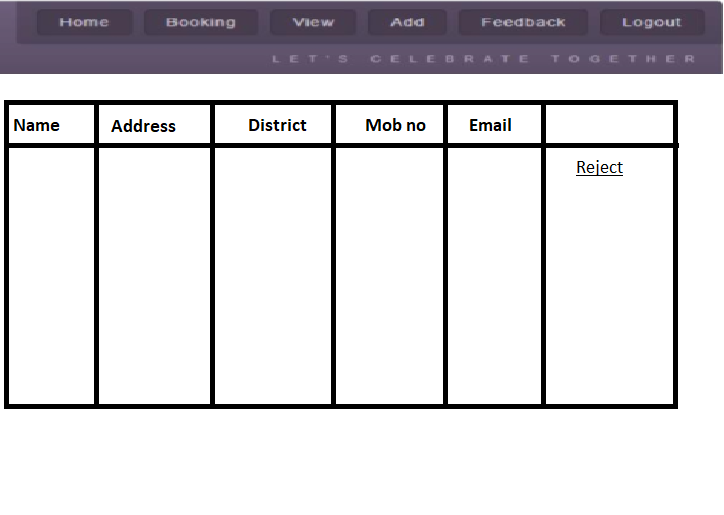 Home Booking View Add Feedback Logout
LET'S CELEBRATE TOGETHER
Name Address District Mob no Email
Reject